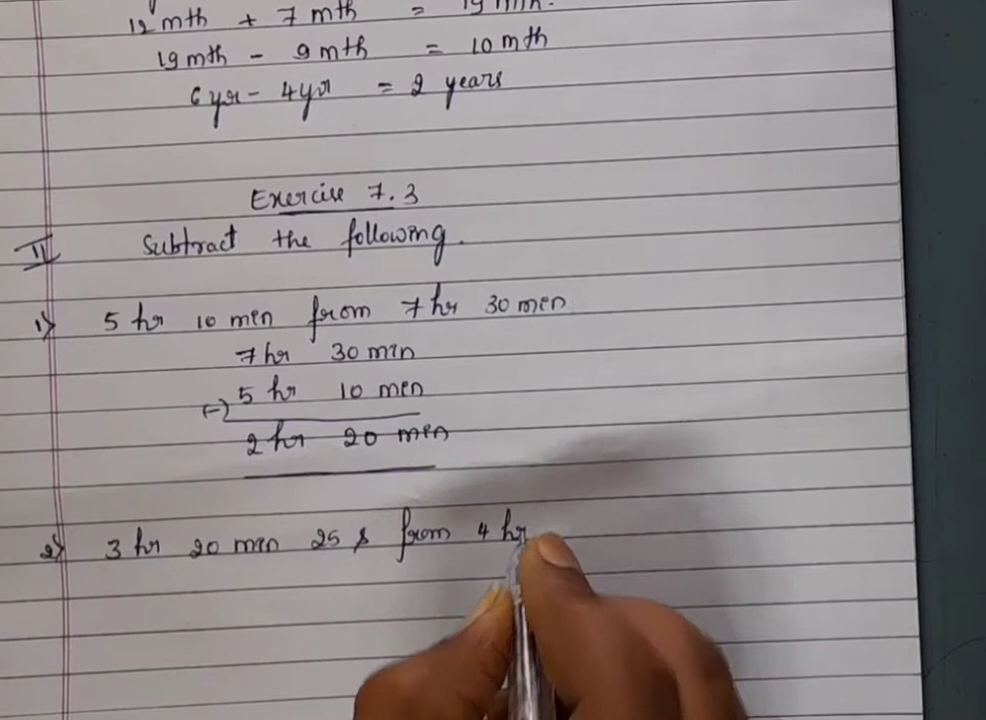 12 mth + 7 mth = 19 mth.
19 mth - 9 mth = 10 mth
6 yr - 4 yr = 2 years
Exercise 7.3
II Subtract the following.
1) 5 hr 10 min from 7 hr 30 min
7 hr 30 min
(-) 5 hr 10 min
2 hr 20 min
2) 3 hr 20 min 25 s from 4 hr